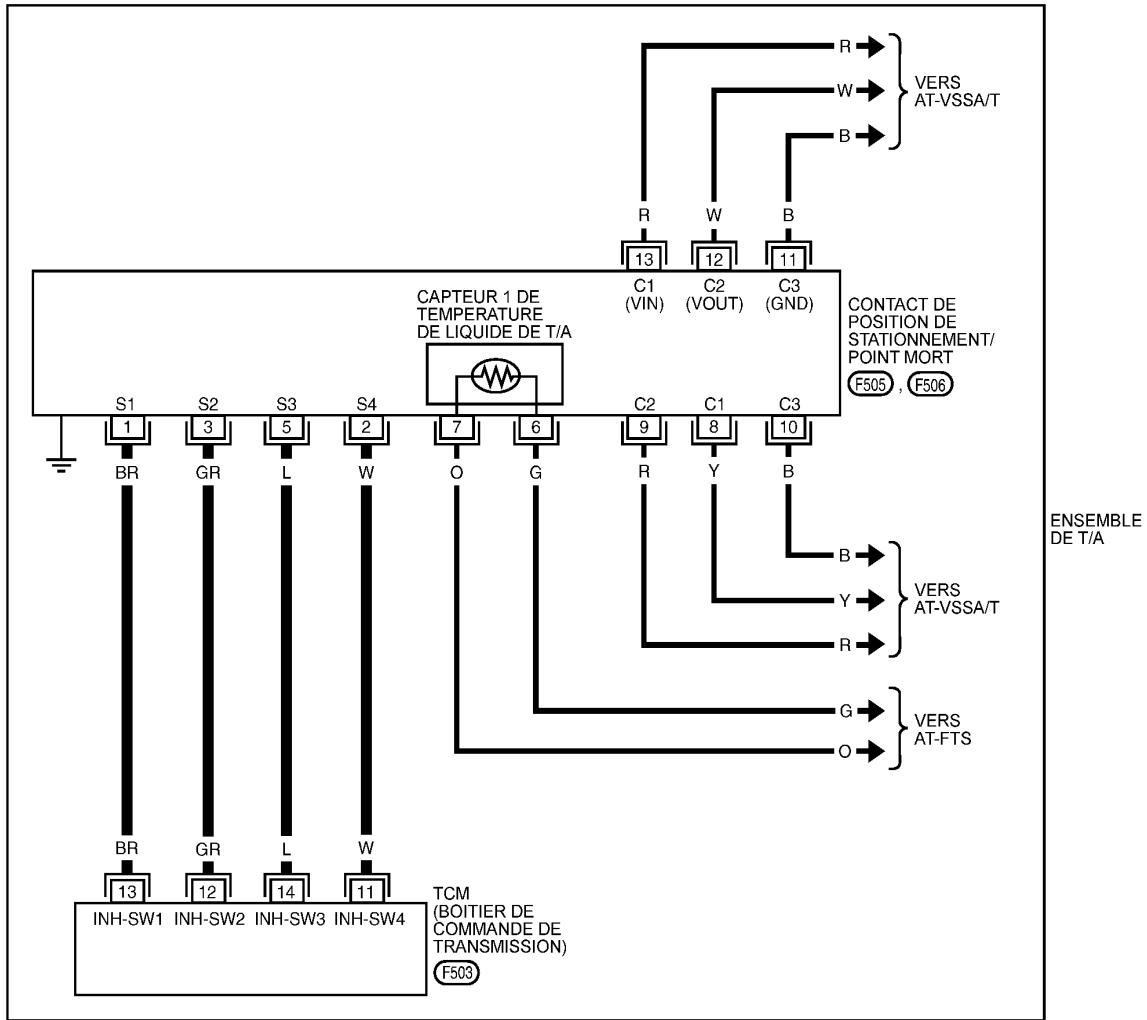 R
W
B
VERS
AT-VSSA/T
R W B
13 12 11
C1 C2 C3
(VIN) (VOUT) (GND)
CAPTEUR 1 DE
TEMPERATURE
DE LIQUIDE DE T/A
CONTACT DE
POSITION DE
STATIONNEMENT/
POINT MORT
F505 , F506
S1 S2 S3 S4 C2 C1 C3
1 3 5 2 7 6 9 8 10
BR GR L W O G R Y B
ENSEMBLE
DE T/A
B
Y
R
VERS
AT-VSSA/T
G
O
VERS
AT-FTS
BR GR L W
13 12 14 11
INH-SW1 INH-SW2 INH-SW3 INH-SW4
TCM
(BOITIER DE
COMMANDE DE
TRANSMISSION)
F503